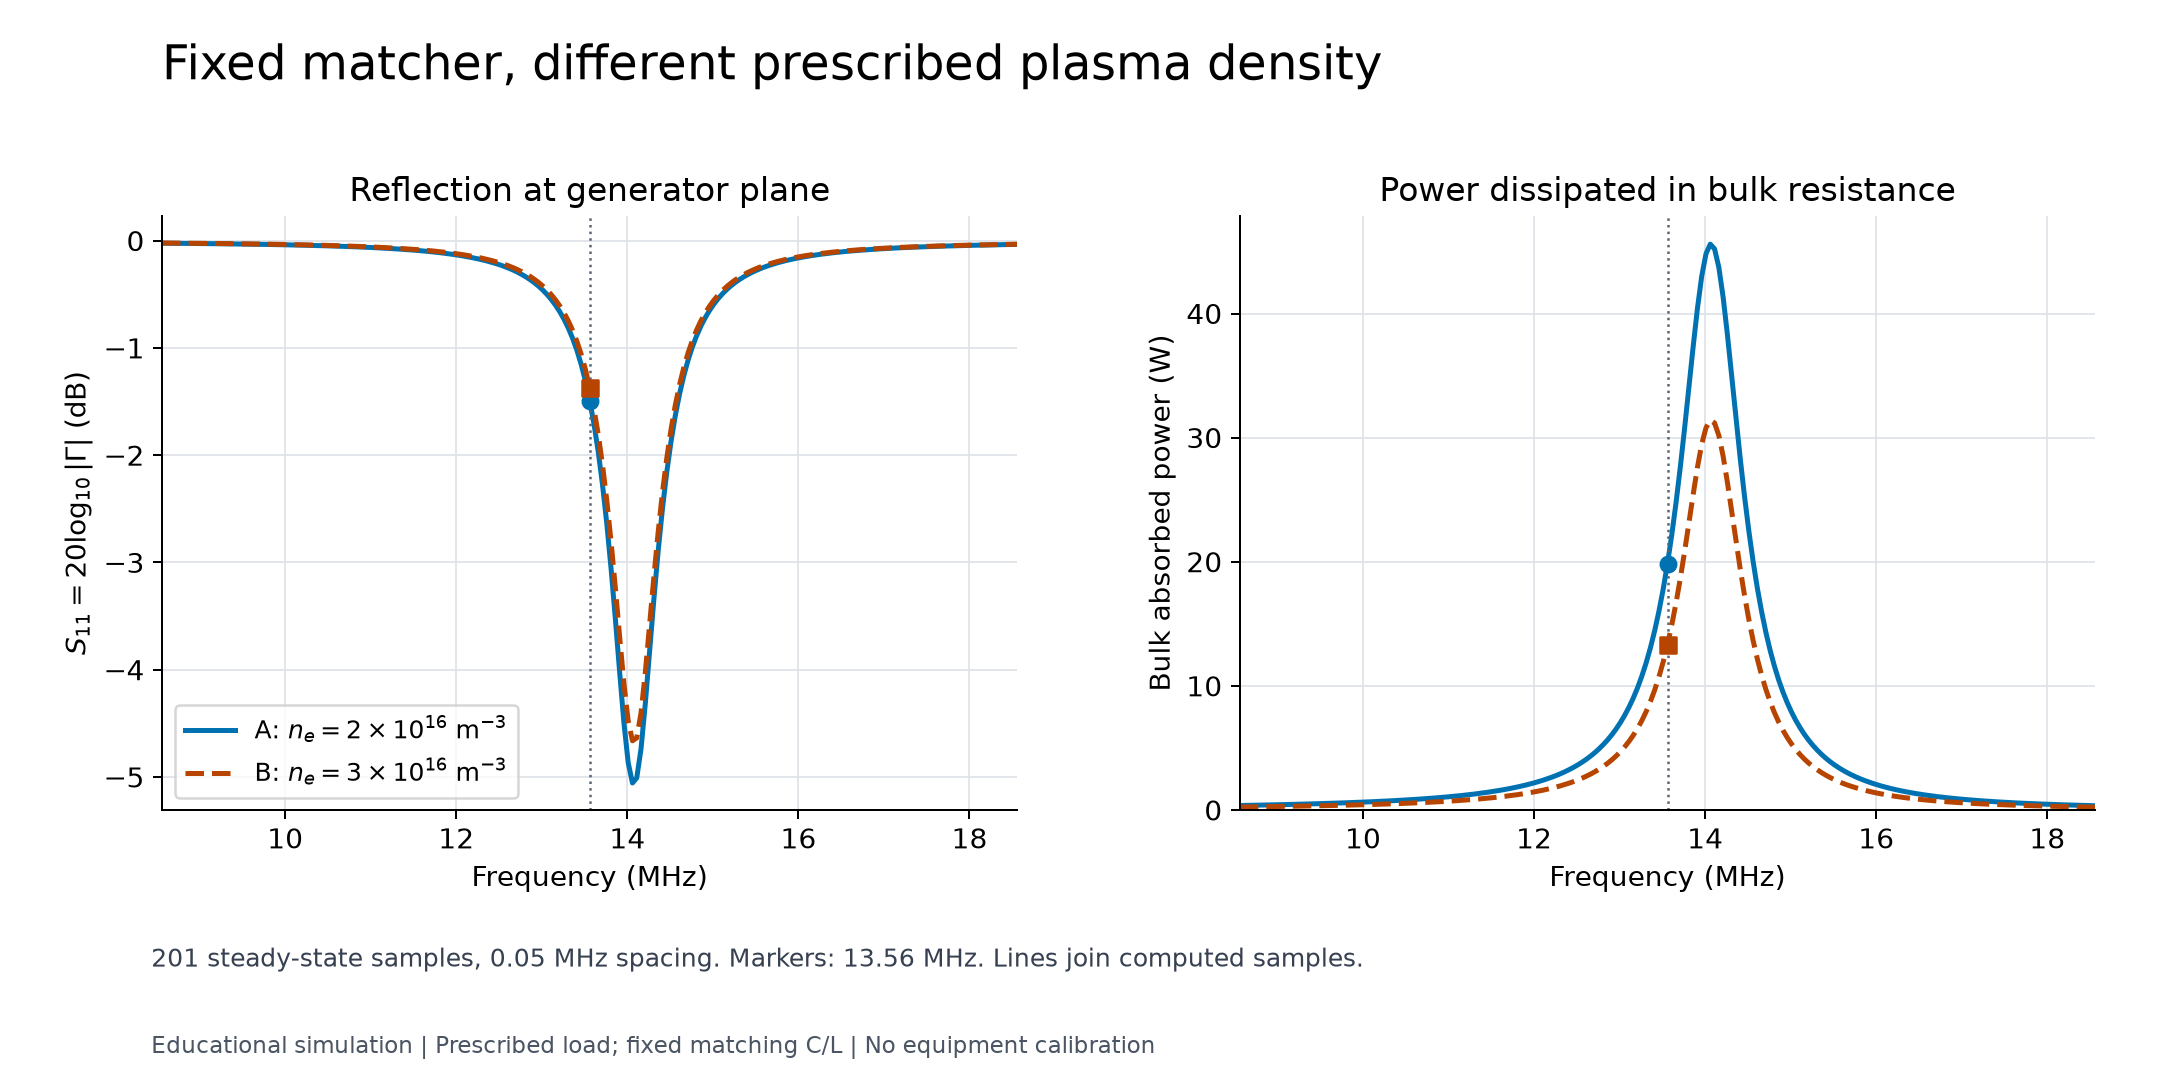 Fixed matcher, different prescribed plasma density
Reflection at generator plane
0
−1
−2
−3
−4
−5
S₁₁ = 20log₁₀ |Γ| (dB)
A: nₑ = 2 × 10¹⁶ m⁻³
B: nₑ = 3 × 10¹⁶ m⁻³
10 12 14 16 18
Frequency (MHz)
Power dissipated in bulk resistance
40
30
20
10
0
Bulk absorbed power (W)
10 12 14 16 18
Frequency (MHz)
201 steady-state samples, 0.05 MHz spacing. Markers: 13.56 MHz. Lines join computed samples.
Educational simulation | Prescribed load; fixed matching C/L | No equipment calibration